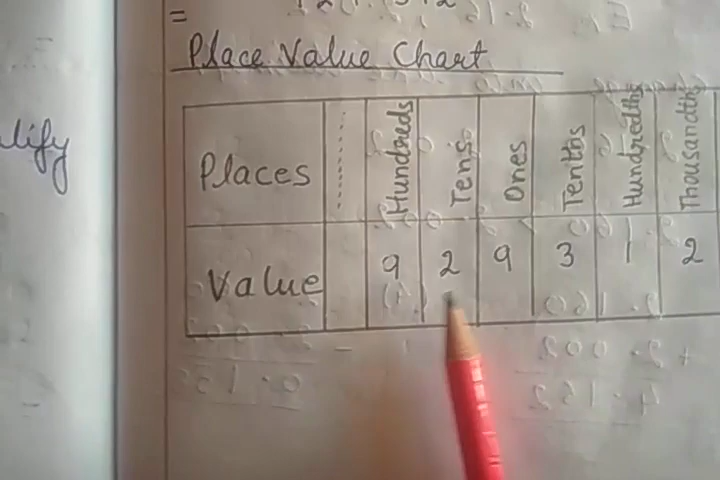 =
Place Value Chart
lify
Places ........ Hundreds Tens Ones Tenths Hundredths Thousandths
Value 9 2 9 3 1 2